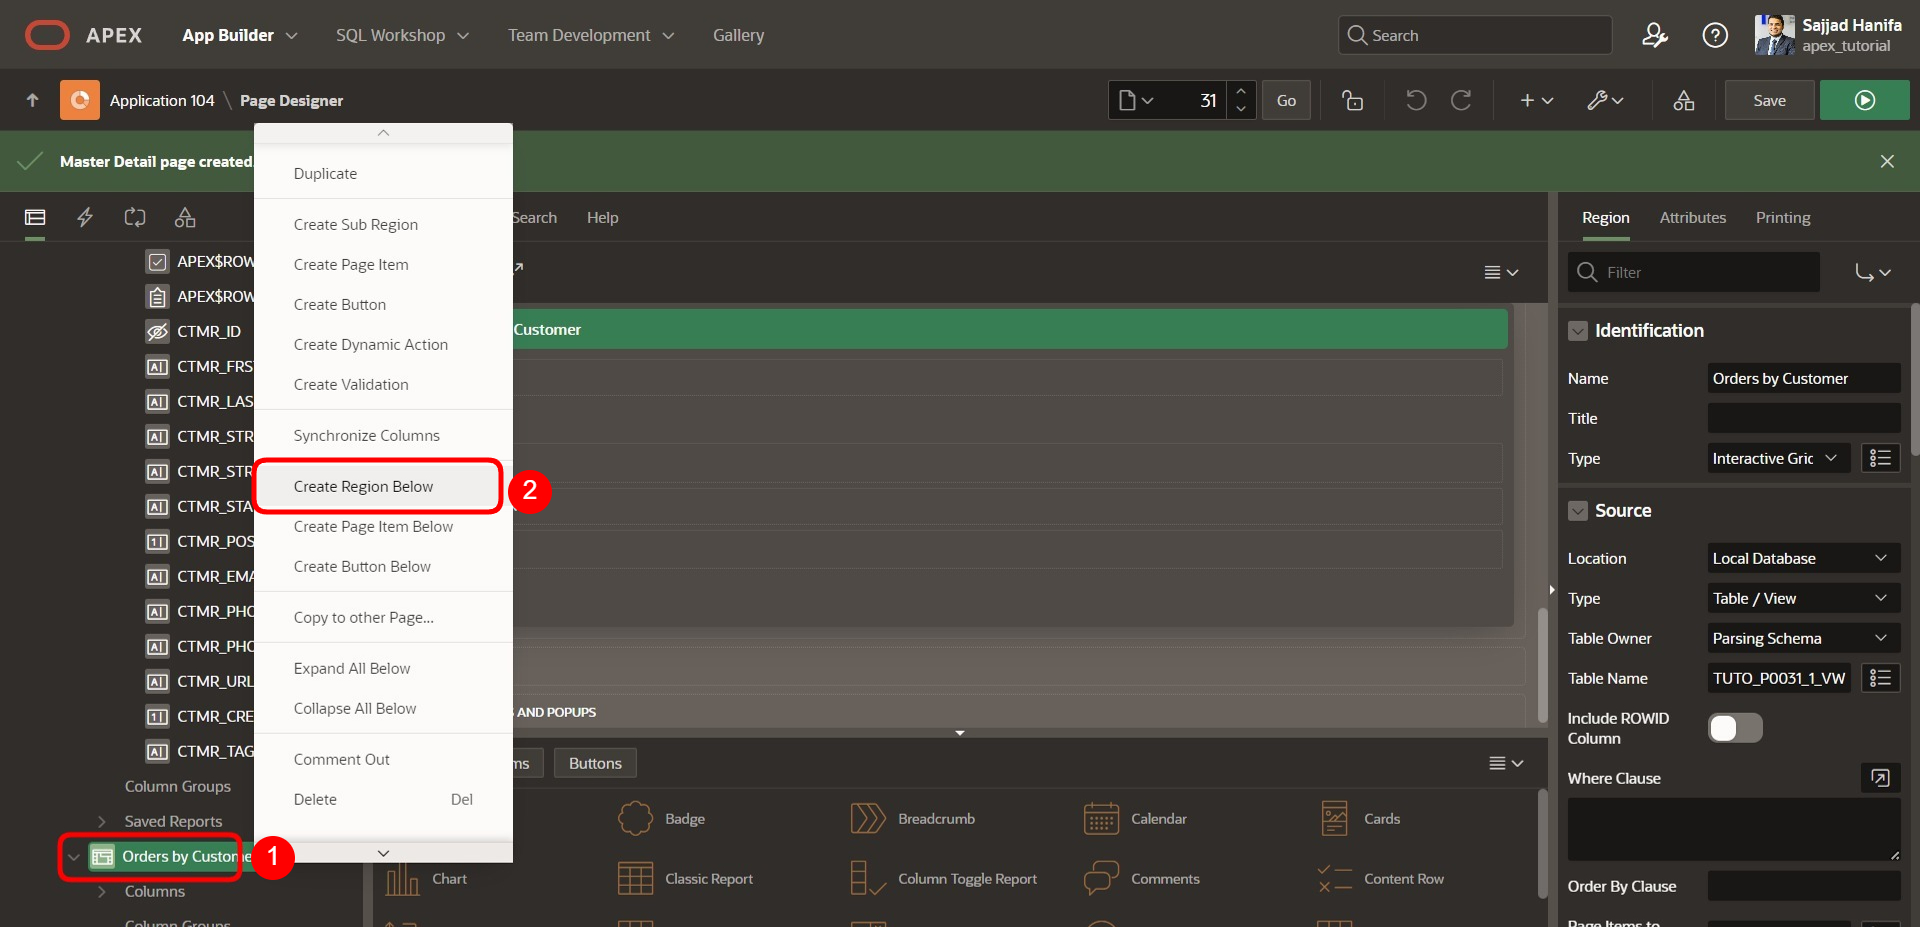 APEX App Builder SQL Workshop Team Development Gallery Search Sajjad Hanifa
apex_tutorial
Application 104 \ Page Designer 31 Go Save
Master Detail page created.
Search Help
Region Attributes Printing
Filter
APEX$ROW
APEX$ROW
CTMR_ID
CTMR_FRS
CTMR_LAS
CTMR_STR
CTMR_STR
CTMR_STA
CTMR_POS
CTMR_EMA
CTMR_PHO
CTMR_PHO
CTMR_URL
CTMR_CRE
CTMR_TAG
Column Groups
Saved Reports
Orders by Custome 1
Columns
Column Groups
Duplicate
Create Sub Region
Create Page Item
Create Button
Create Dynamic Action
Create Validation
Synchronize Columns
Create Region Below 2
Create Page Item Below
Create Button Below
Copy to other Page...
Expand All Below
Collapse All Below
Comment Out
Delete Del
Customer
AND POPUPS
ms Buttons
Badge Breadcrumb Calendar Cards
Chart Classic Report Column Toggle Report Comments Content Row
Identification
Name Orders by Customer
Title
Type Interactive Gric
Source
Location Local Database
Type Table / View
Table Owner Parsing Schema
Table Name TUTO_P0031_1_VW
Include ROWID
Column
Where Clause
Order By Clause
Page Items to